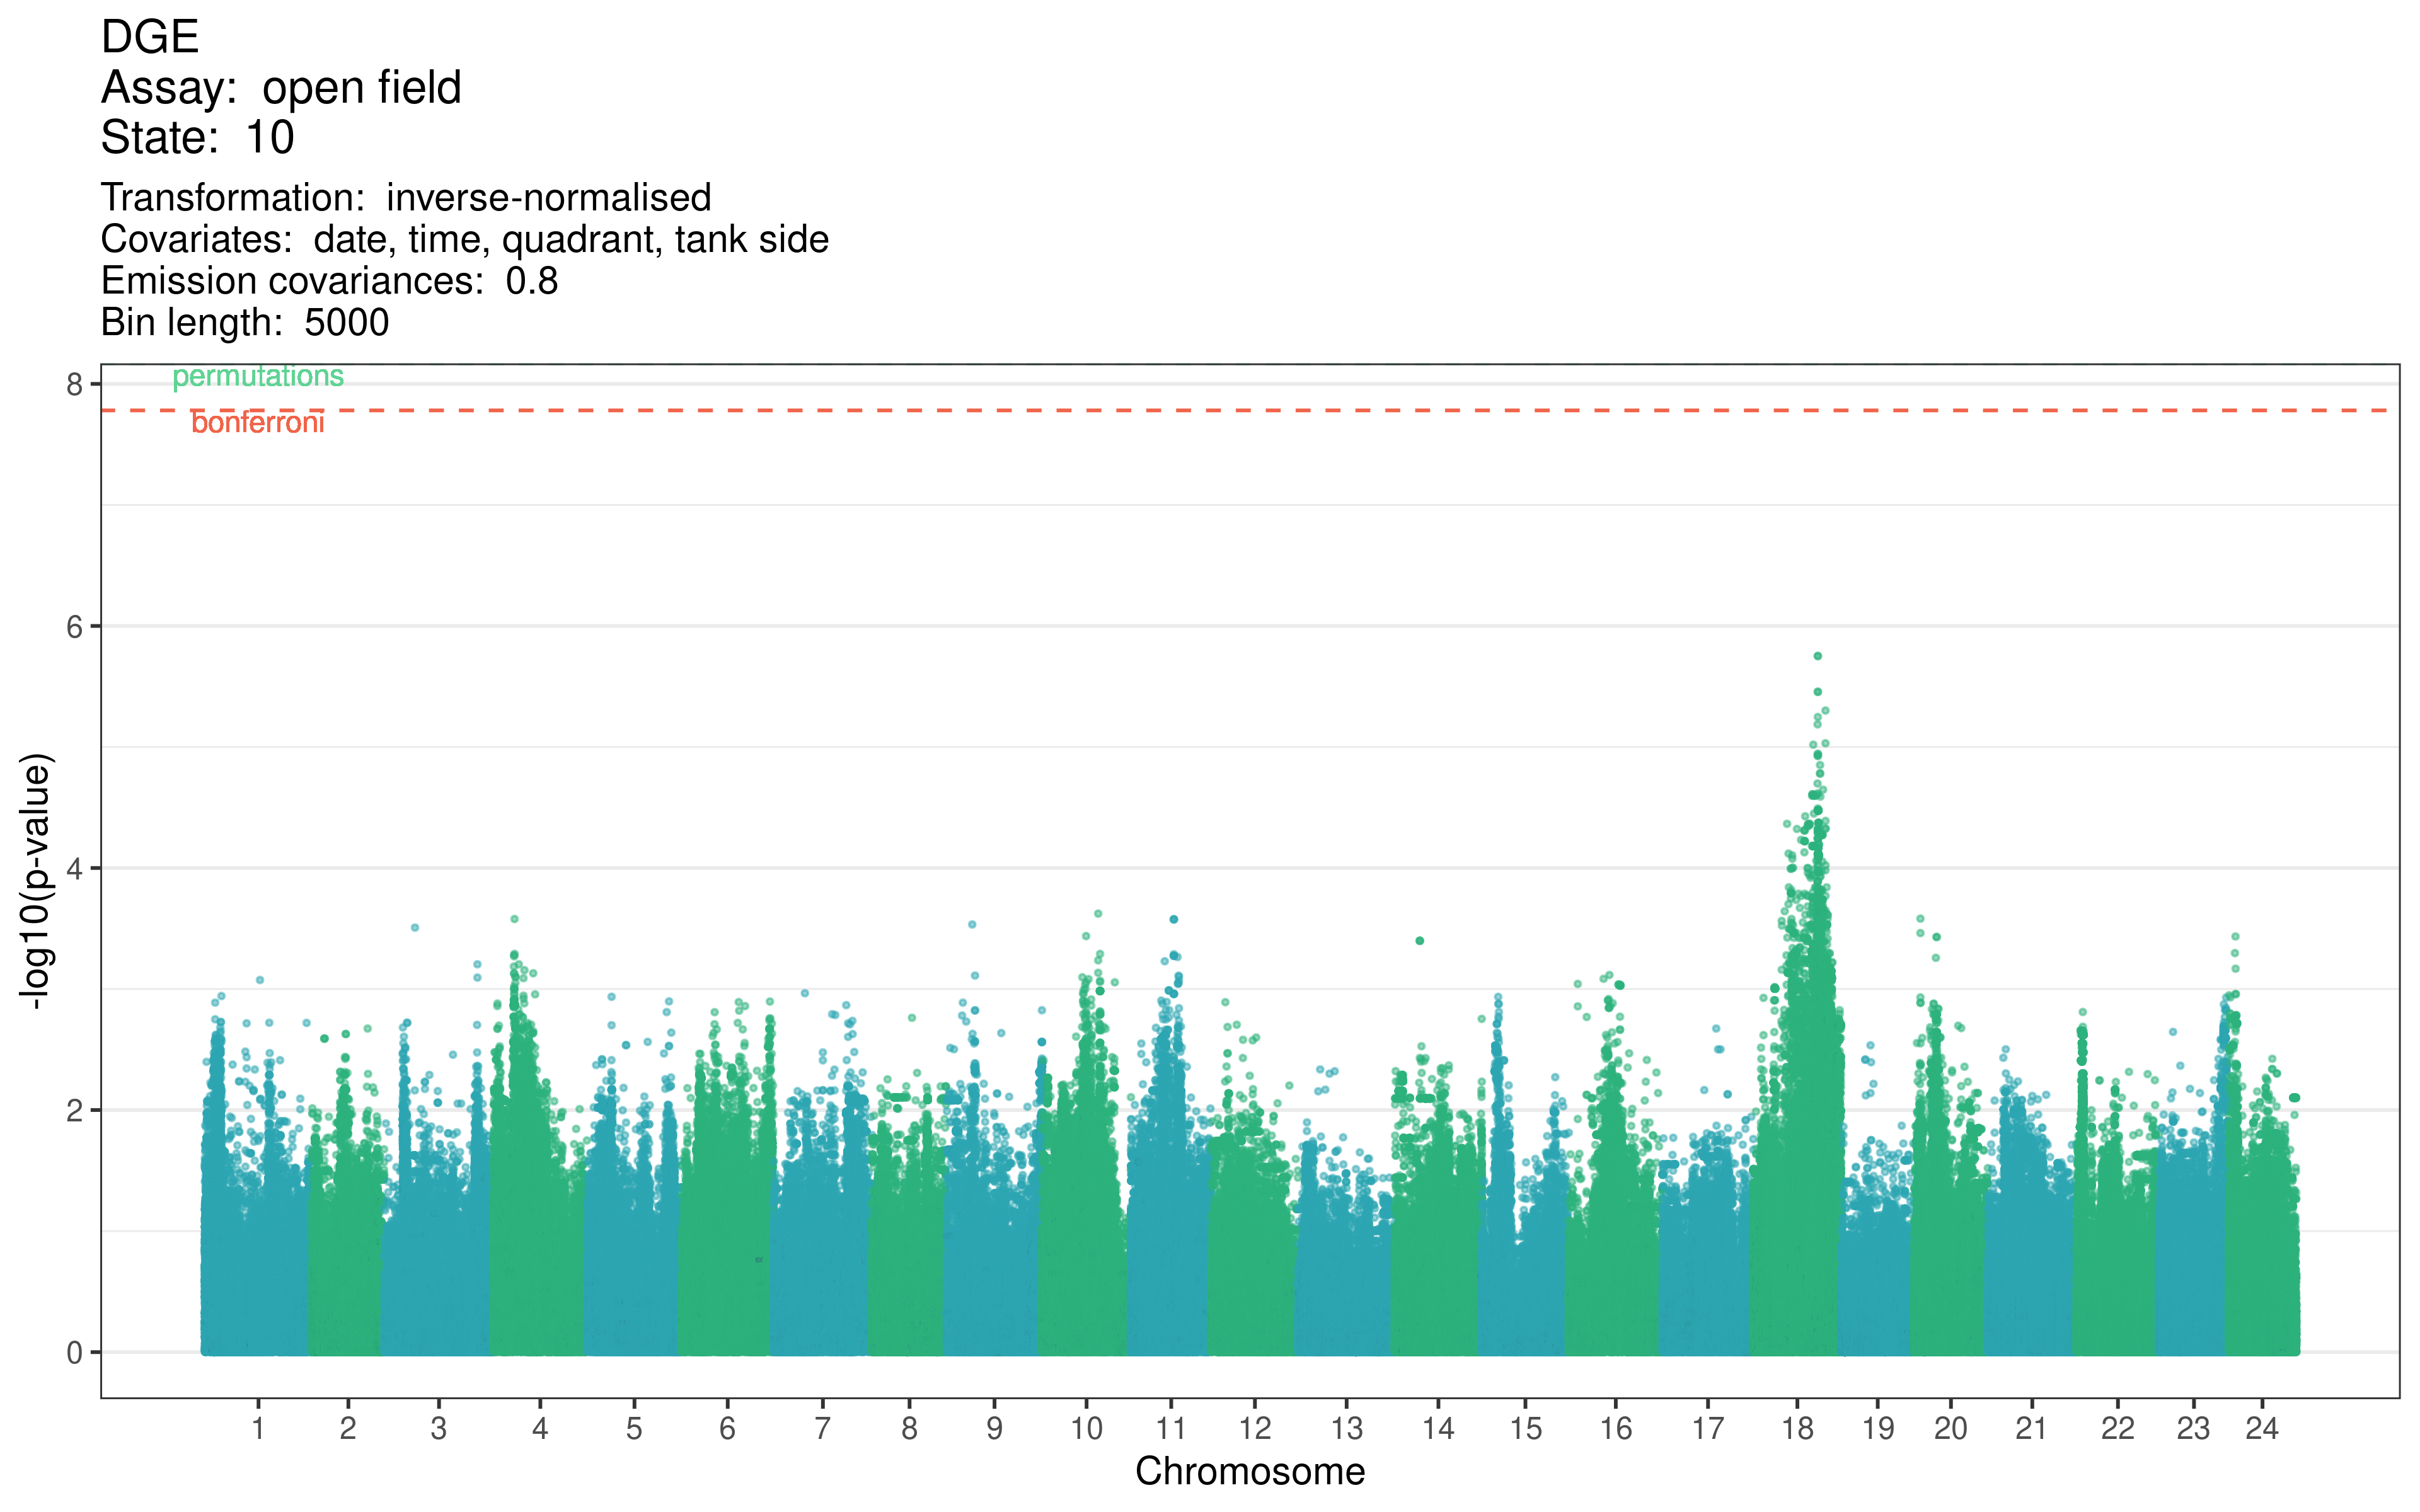 DGE
Assay:  open field
State:  10
Transformation:  inverse-normalised
Covariates:  date, time, quadrant, tank side
Emission covariances:  0.8
Bin length:  5000
permutations
bonferroni
8
6
4
2
0
-log10(p-value)
1 2 3 4 5 6 7 8 9 10 11 12 13 14 15 16 17 18 19 20 21 22 23 24
Chromosome